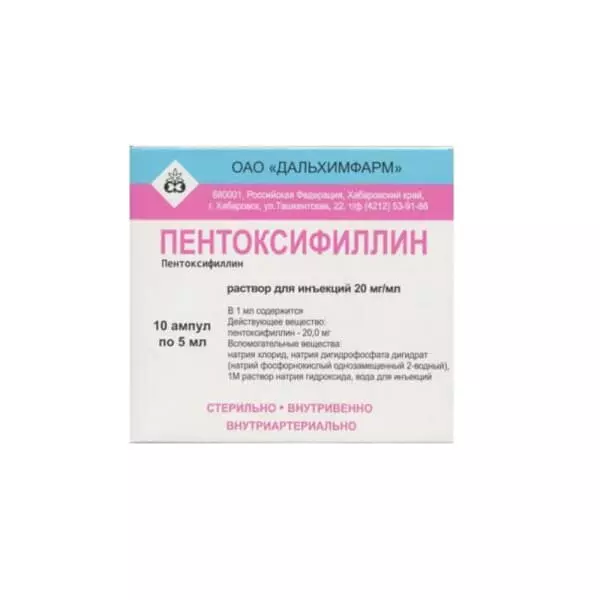 ОАО «ДАЛЬХИМФАРМ»
680001, Российская Федерация, Хабаровский край,
г. Хабаровск, ул.Ташкентская, 22, т/ф (4212) 53-91-86
ПЕНТОКСИФИЛЛИН
Пентоксифиллин
раствор для инъекций 20 мг/мл
10 ампул
по 5 мл
В 1 мл содержится
Действующее вещество:
пентоксифиллин - 20,0 мг
Вспомогательные вещества:
натрия хлорид, натрия дигидрофосфата дигидрат
(натрий фосфорнокислый однозамещенный 2-водный),
1М раствор натрия гидроксида, вода для инъекций
СТЕРИЛЬНО • ВНУТРИВЕННО
ВНУТРИАРТЕРИАЛЬНО